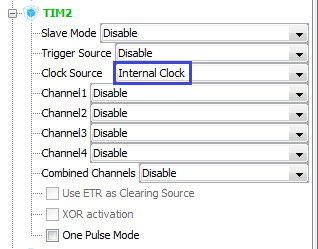 TIM2
Slave Mode Disable
Trigger Source Disable
Clock Source Internal Clock
Channel1 Disable
Channel2 Disable
Channel3 Disable
Channel4 Disable
Combined Channels Disable
Use ETR as Clearing Source
XOR activation
One Pulse Mode